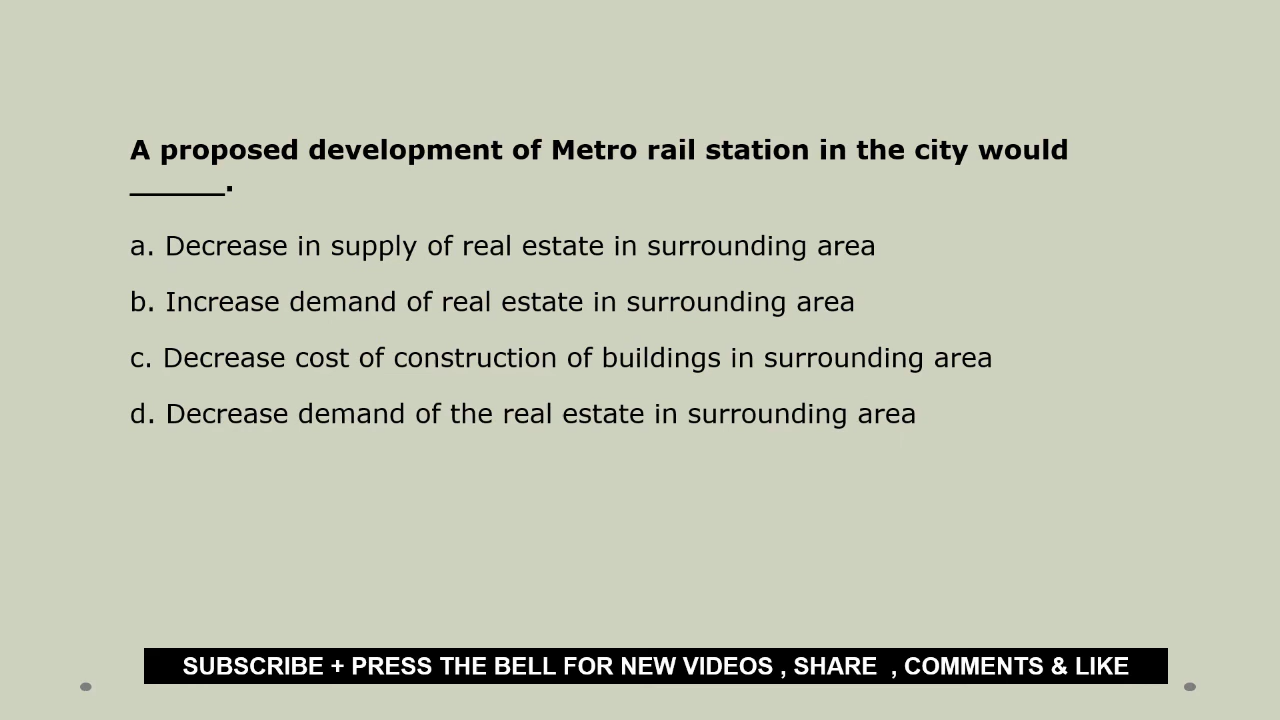 A proposed development of Metro rail station in the city would
______.
a. Decrease in supply of real estate in surrounding area
b. Increase demand of real estate in surrounding area
c. Decrease cost of construction of buildings in surrounding area
d. Decrease demand of the real estate in surrounding area
SUBSCRIBE + PRESS THE BELL FOR NEW VIDEOS , SHARE  , COMMENTS & LIKE